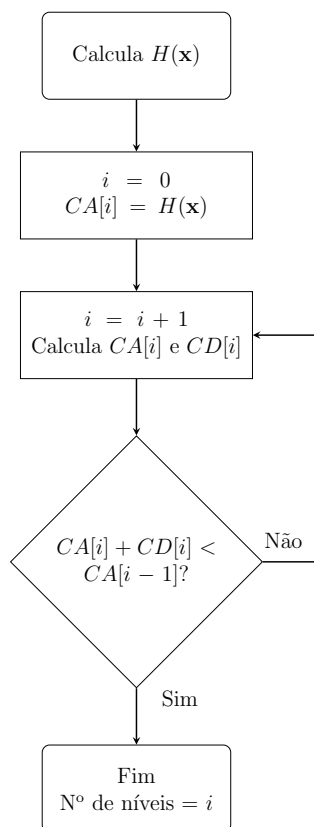 Calcula H(x)
i = 0
CA[i] = H(x)
i = i + 1
Calcula CA[i] e CD[i]
CA[i] + CD[i] <
CA[i − 1]?
Não
Sim
Fim
Nº de níveis = i